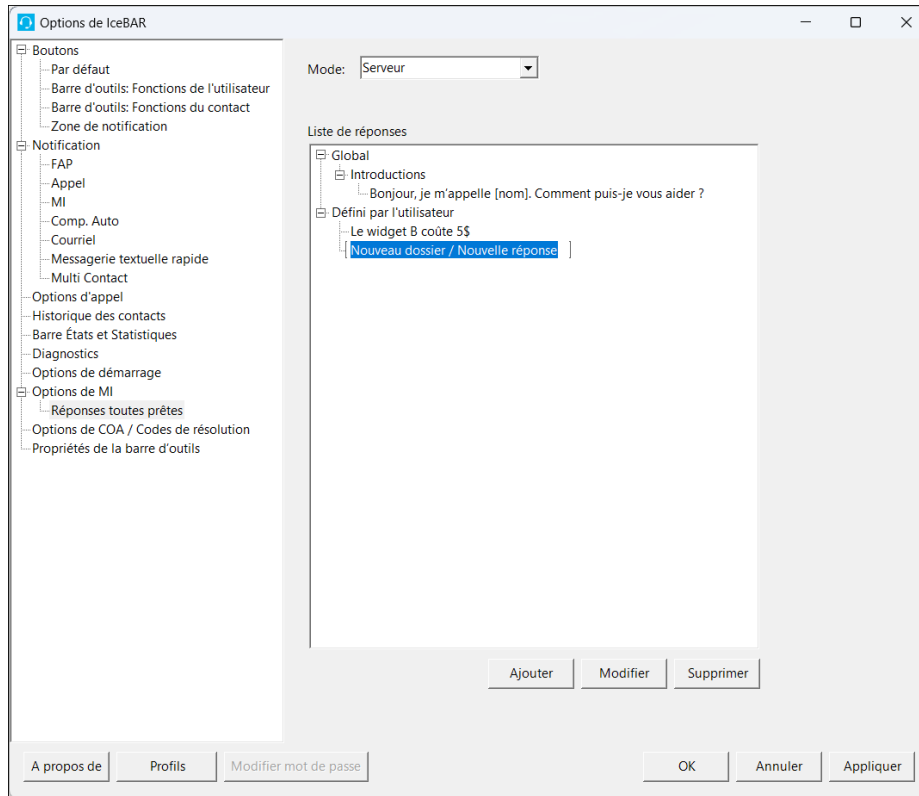 Options de IceBAR
Boutons
Par défaut
Barre d'outils: Fonctions de l'utilisateur
Barre d'outils: Fonctions du contact
Zone de notification
Notification
FAP
Appel
MI
Comp. Auto
Courriel
Messagerie textuelle rapide
Multi Contact
Options d'appel
Historique des contacts
Barre États et Statistiques
Diagnostics
Options de démarrage
Options de MI
Réponses toutes prêtes
Options de COA / Codes de résolution
Propriétés de la barre d'outils
Mode: Serveur
Liste de réponses
Global
Introductions
Bonjour, je m’appelle [nom]. Comment puis-je vous aider ?
Défini par l'utilisateur
Le widget B coûte 5$
Nouveau dossier / Nouvelle réponse
Ajouter Modifier Supprimer
A propos de Profils Modifier mot de passe OK Annuler Appliquer